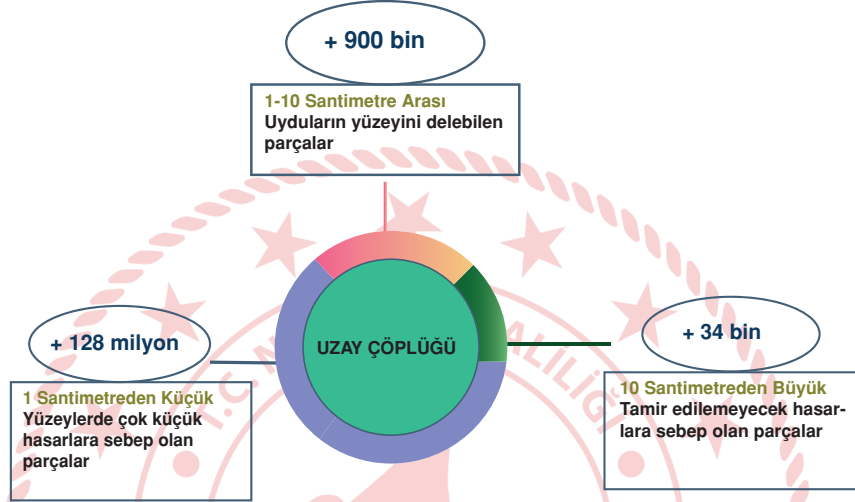 + 900 bin
1-10 Santimetre Arası
Uyduların yüzeyini delebilen
parçalar
UZAY ÇÖPLÜĞÜ
+ 128 milyon
1 Santimetreden Küçük
Yüzeylerde çok küçük
hasarlara sebep olan
parçalar
+ 34 bin
10 Santimetreden Büyük
Tamir edilemeyecek hasar-
lara sebep olan parçalar
T.C.